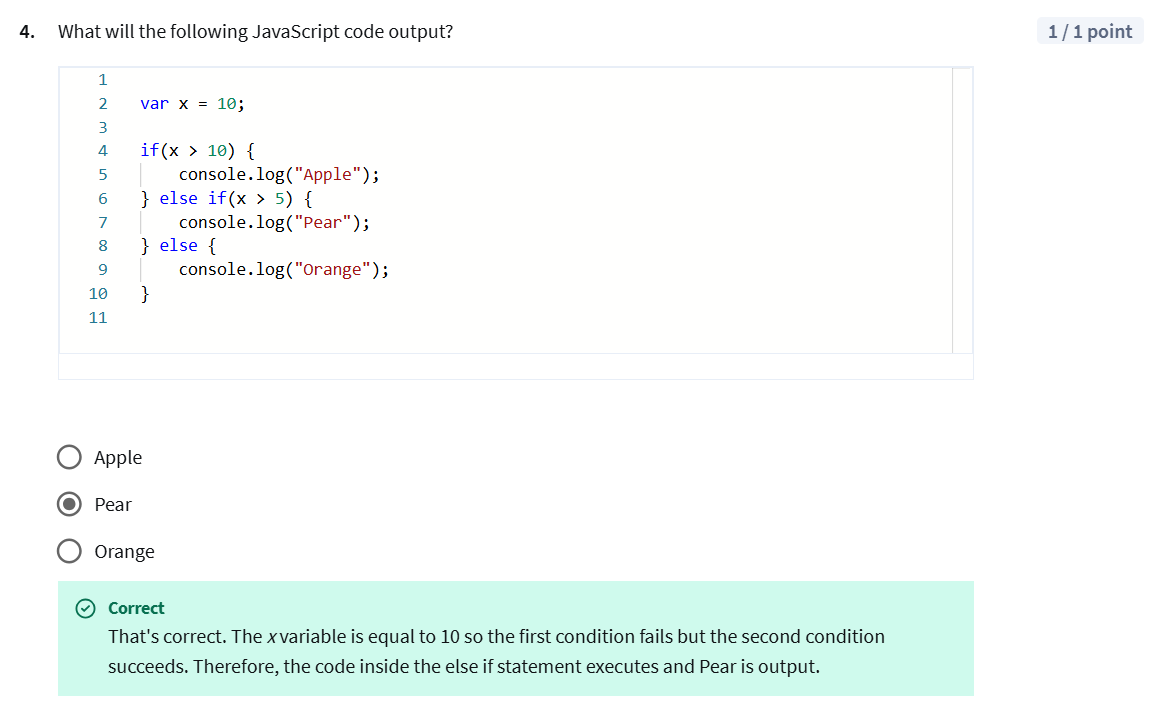 4. What will the following JavaScript code output?
1 / 1 point
1
2 var x = 10;
3
4 if(x > 10) {
5     console.log("Apple");
6 } else if(x > 5) {
7     console.log("Pear");
8 } else {
9     console.log("Orange");
10 }
11
Apple
Pear
Orange
Correct
That's correct. The x variable is equal to 10 so the first condition fails but the second condition
succeeds. Therefore, the code inside the else if statement executes and Pear is output.